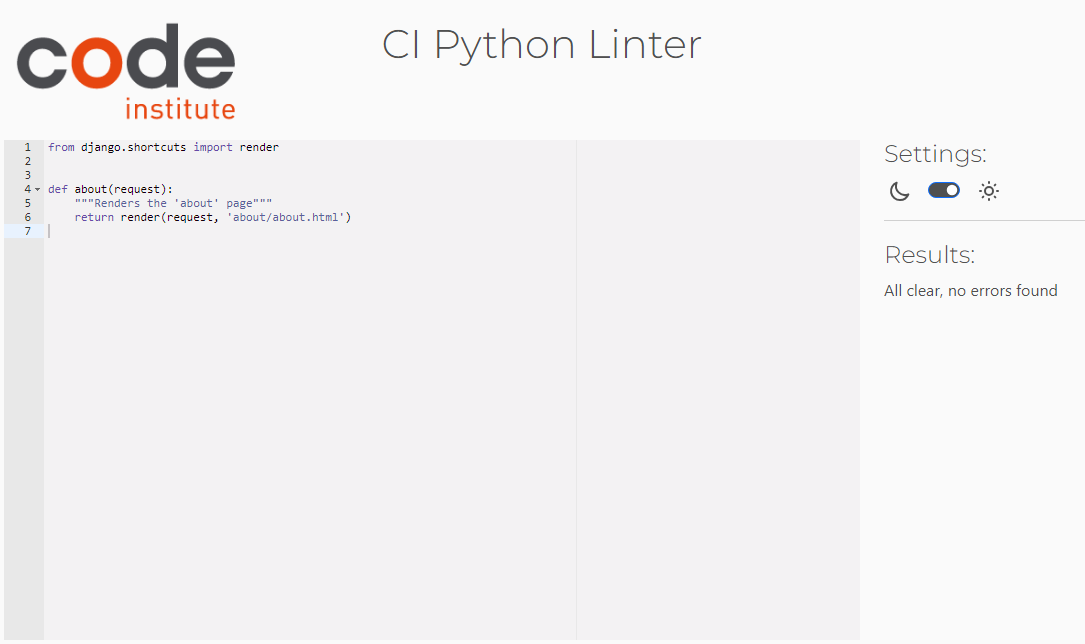 code
institute
CI Python Linter
1 from django.shortcuts import render
2
3
4 def about(request):
5     """Renders the 'about' page"""
6     return render(request, 'about/about.html')
7
Settings:
Results:
All clear, no errors found